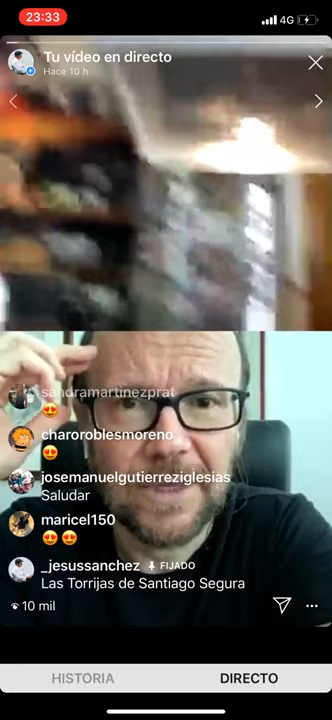 23:33
4G
Tu vídeo en directo
Hace 10 h
sandramartinezprat
😍
charoroblesmoreno
😍
josemanuelgutierreziglesias
Saludar
maricel150
😍😍
_jesussanchez FIJADO
Las Torrijas de Santiago Segura
10 mil
HISTORIA DIRECTO